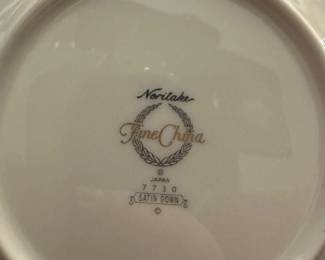 Noritake
Fine China
®
JAPAN
7730
SATIN GOWN
©